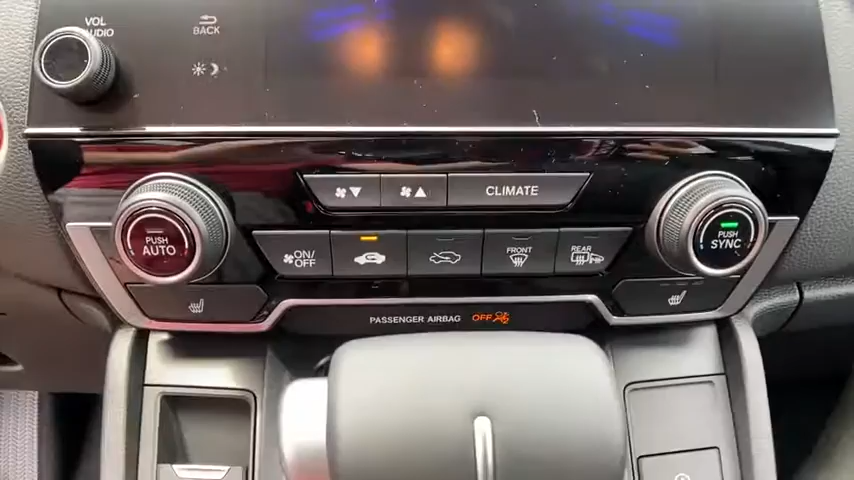 VOL
AUDIO
BACK
CLIMATE
PUSH
AUTO
ON/
OFF
FRONT
REAR
PUSH
SYNC
PASSENGER AIRBAG OFF